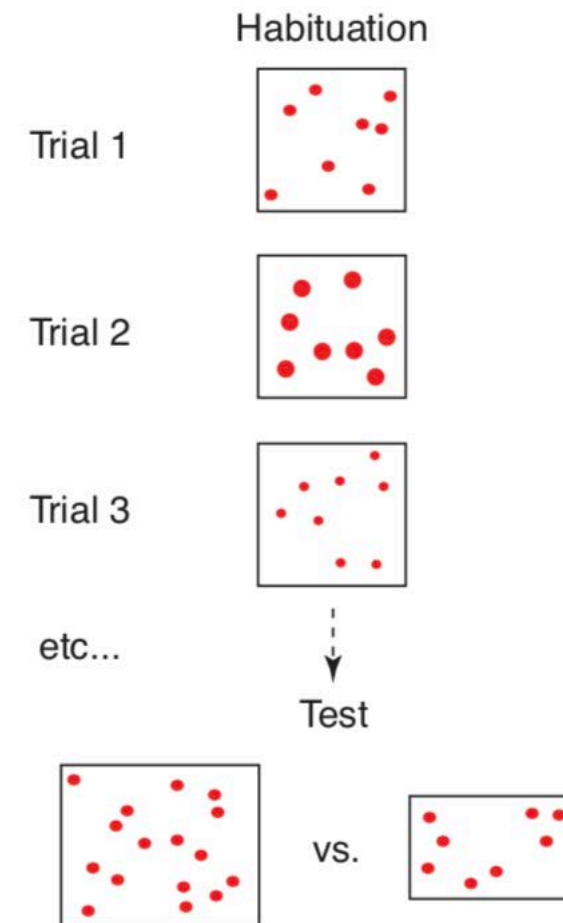 Habituation
Trial 1
Trial 2
Trial 3
etc...
Test
vs.